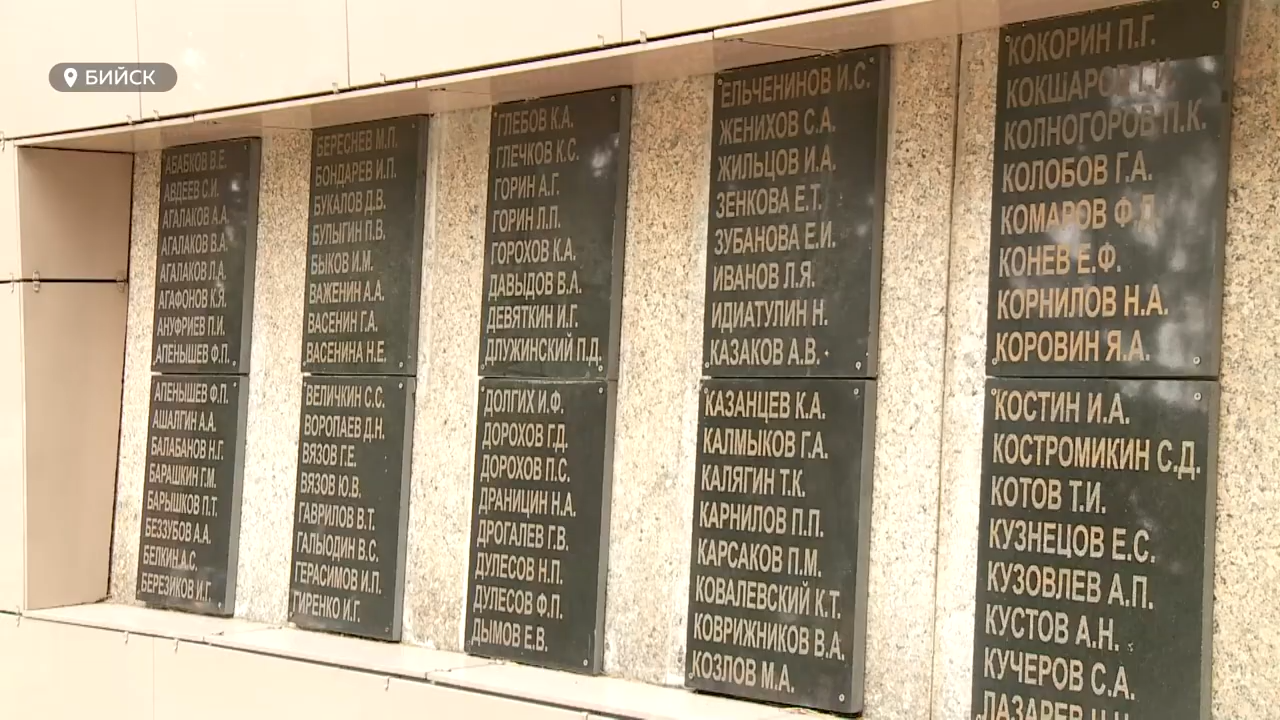 БИЙСК
АБАБКОВ В.Е.
АВДЕЕВ С.И.
АГАЛАКОВ А.А.
АГАЛАКОВ В.А.
АГАЛАКОВ Л.А.
АГАФОНОВ К.Я.
АНУФРИЕВ П.И.
АПЕНЫШЕВ Ф.П.
АПЕНЫШЕВ Ф.П.
АШАЛГИН А.А.
БАЛАБАНОВ Н.Г.
БАРАШКИН Г.М.
БАРЫШКОВ П.Т.
БЕЗЗУБОВ А.А.
БЕЛКИН А.С.
БЕРЕЗИКОВ И.Г.
БЕРЕСНЕВ М.П.
БОНДАРЕВ И.П.
БУКАЛОВ Д.В.
БУЛЫГИН П.В.
БЫКОВ И.М.
ВАЖЕНИН А.А.
ВАСЕНИН Г.А.
ВАСЕНИНА Н.Е.
ВЕЛИЧКИН С.С.
ВОРОПАЕВ Д.Н.
ВЯЗОВ Г.Е.
ВЯЗОВ Ю.В.
ГАВРИЛОВ В.Т.
ГАЛЬЮДИН В.С.
ГЕРАСИМОВ И.П.
ГИРЕНКО И.Г.
ГЛЕБОВ К.А.
ГЛЕЧКОВ К.С.
ГОРИН А.Г.
ГОРИН Л.П.
ГОРОХОВ К.А.
ДАВЫДОВ В.А.
ДЕВЯТКИН И.Г.
ДЛУЖИНСКИЙ П.Д.
ДОЛГИХ И.Ф.
ДОРОХОВ Г.Д.
ДОРОХОВ П.С.
ДРАНИЦИН Н.А.
ДРОГАЛЕВ Г.В.
ДУЛЕСОВ Н.П.
ДУЛЕСОВ Ф.П.
ДЫМОВ Е.В.
ЕЛЬЧЕНИНОВ И.С.
ЖЕНИХОВ С.А.
ЖИЛЬЦОВ И.А.
ЗЕНКОВА Е.Т.
ЗУБАНОВА Е.И.
ИВАНОВ Л.Я.
ИДИАТУЛИН Н.
КАЗАКОВ А.В.
КАЗАНЦЕВ К.А.
КАЛМЫКОВ Г.А.
КАЛЯГИН Т.К.
КАРНИЛОВ П.П.
КАРСАКОВ П.М.
КОВАЛЕВСКИЙ К.Т.
КОВРИЖНИКОВ В.А.
КОЗЛОВ М.А.
КОКОРИН П.Г.
КОКШАРОВ
КОЛНОГОРОВ П.К.
КОЛОБОВ Г.А.
КОМАРОВ Ф.Д.
КОНЕВ Е.Ф.
КОРНИЛОВ Н.А.
КОРОВИН Я.А.
КОСТИН И.А.
КОСТРОМИКИН С.Д.
КОТОВ Т.И.
КУЗНЕЦОВ Е.С.
КУЗОВЛЕВ А.П.
КУСТОВ А.Н.
КУЧЕРОВ С.А.
ЛАЗАРЕВ